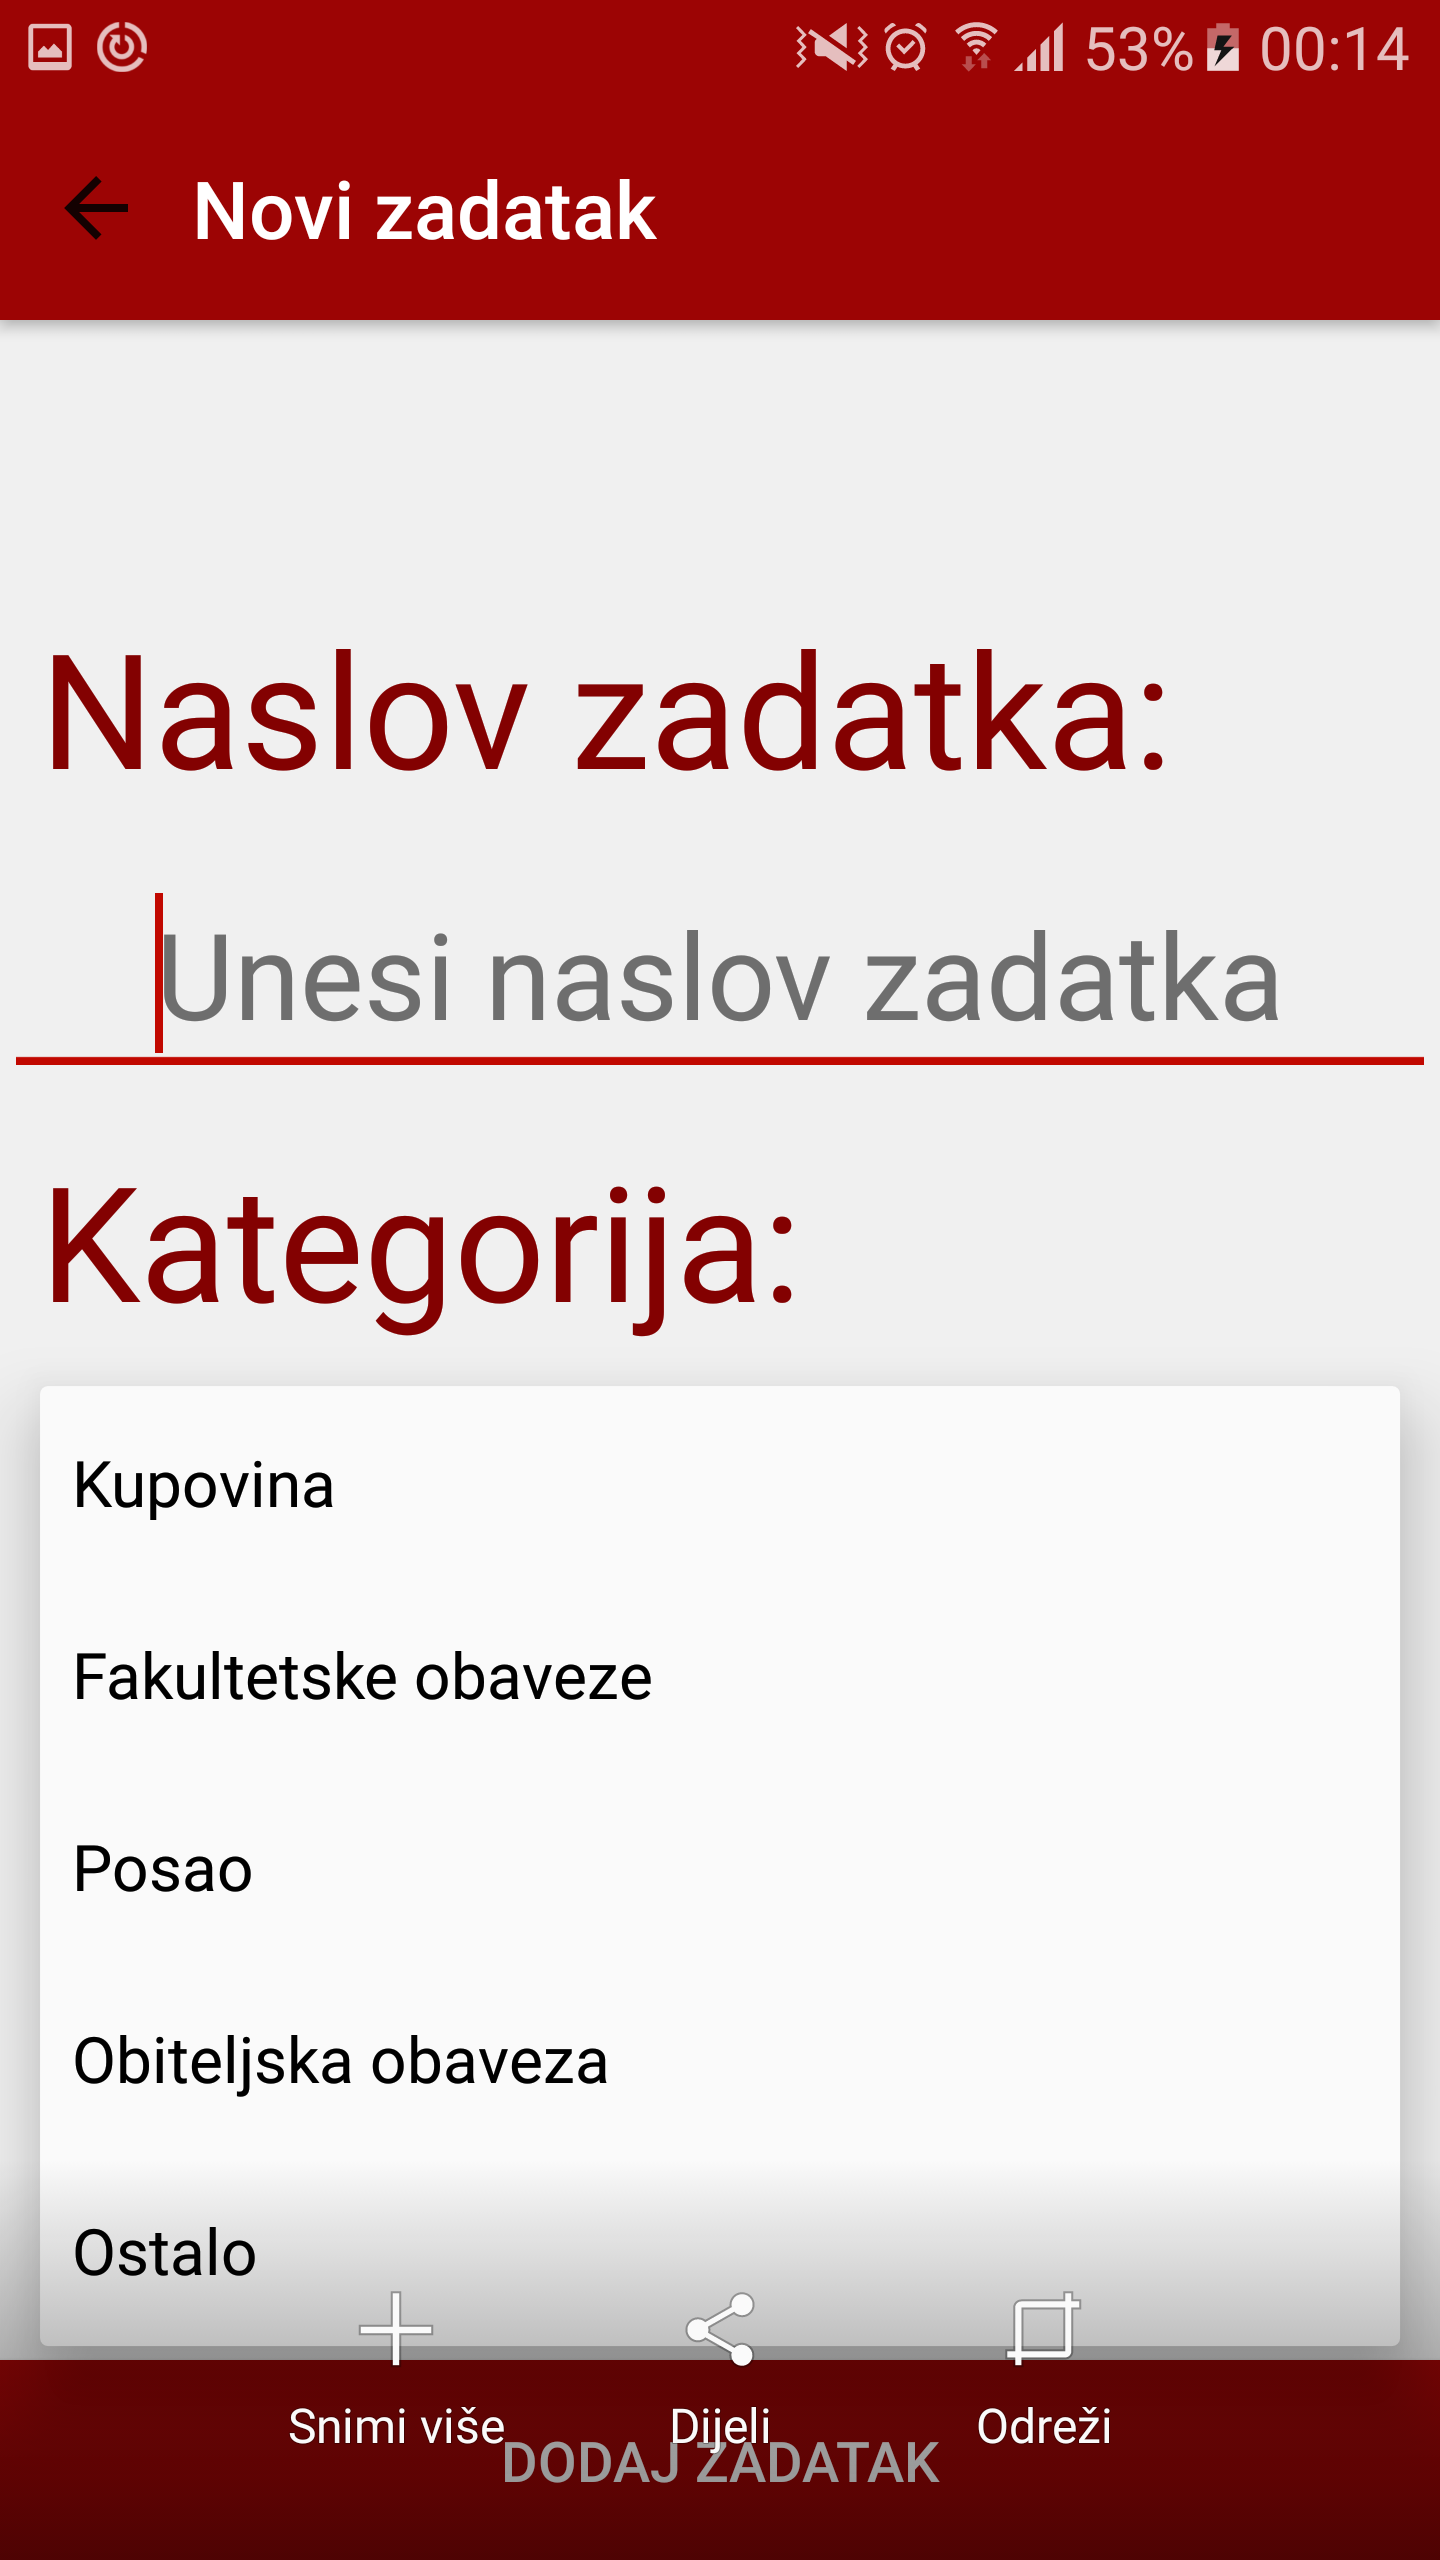 53% 00:14
Novi zadatak
Naslov zadatka:
Unesi naslov zadatka
Kategorija:
Kupovina
Fakultetske obaveze
Posao
Obiteljska obaveza
Ostalo
Snimi više Dijeli Odreži
DODAJ ZADATAK